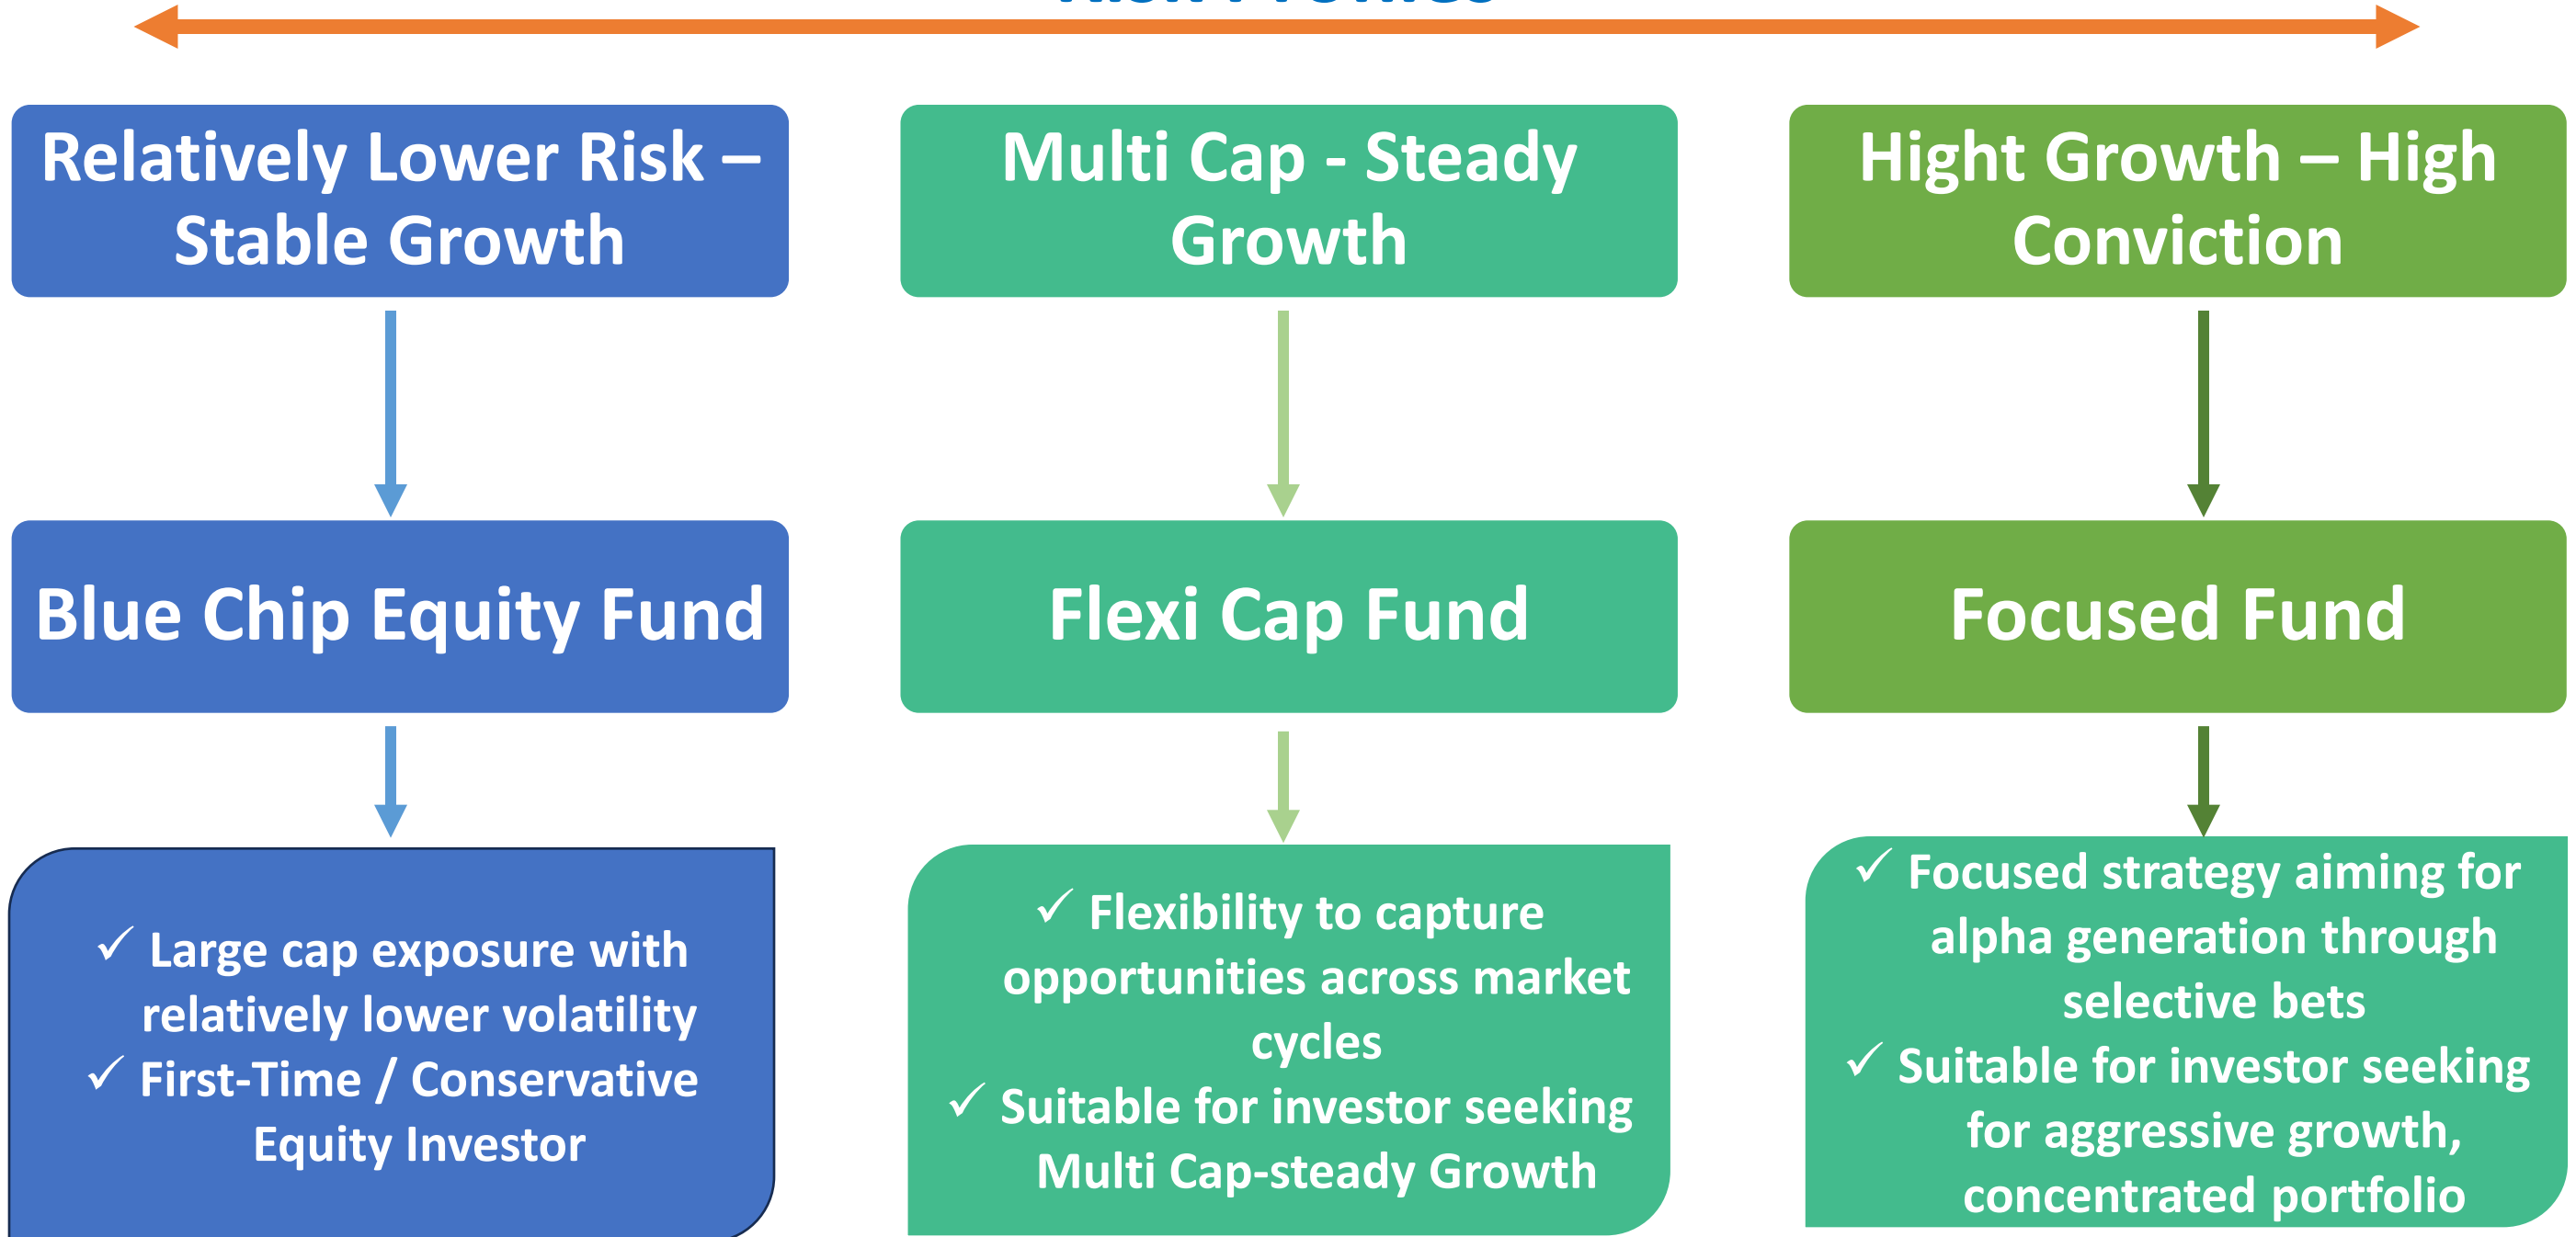 Relatively Lower Risk –
Stable Growth
Multi Cap - Steady
Growth
Hight Growth – High
Conviction
Blue Chip Equity Fund
Flexi Cap Fund
Focused Fund
✓ Large cap exposure with
relatively lower volatility
✓ First-Time / Conservative
Equity Investor
✓ Flexibility to capture
opportunities across market
cycles
✓ Suitable for investor seeking
Multi Cap-steady Growth
✓ Focused strategy aiming for
alpha generation through
selective bets
✓ Suitable for investor seeking
for aggressive growth,
concentrated portfolio